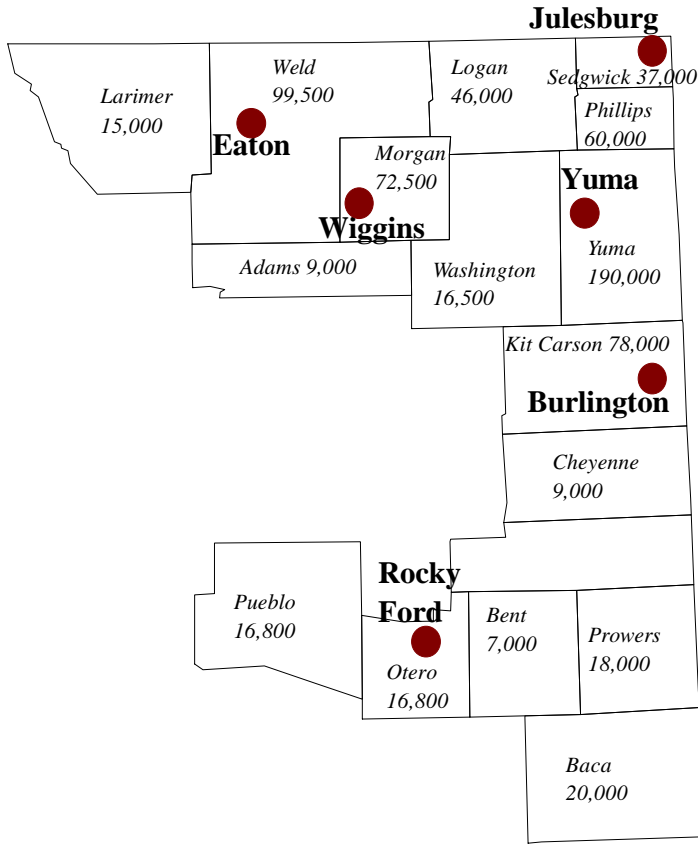 Julesburg
Weld
99,500
Logan
46,000
Sedgwick 37,000
Larimer
15,000
Phillips
60,000
Eaton
Morgan
72,500
Yuma
Wiggins
Yuma
190,000
Adams 9,000
Washington
16,500
Kit Carson 78,000
Burlington
Cheyenne
9,000
Rocky
Ford
Pueblo
16,800
Bent
7,000
Prowers
18,000
Otero
16,800
Baca
20,000